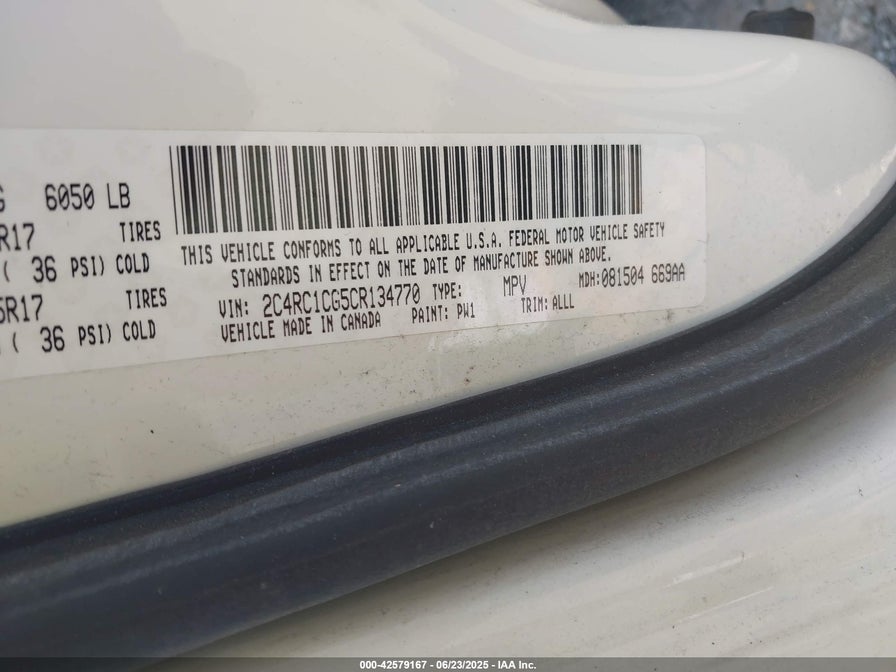 G 6050 LB
R17 TIRES
( 36 PSI) COLD
5R17 TIRES
( 36 PSI) COLD
THIS VEHICLE CONFORMS TO ALL APPLICABLE U.S.A. FEDERAL MOTOR VEHICLE SAFETY
STANDARDS IN EFFECT ON THE DATE OF MANUFACTURE SHOWN ABOVE.
VIN: 2C4RC1CG5CR134770 TYPE: MPV MDH:081504 669AA
VEHICLE MADE IN CANADA PAINT: PW1 TRIM: ALLL
000-42579167 - 06/23/2025 - IAA Inc.